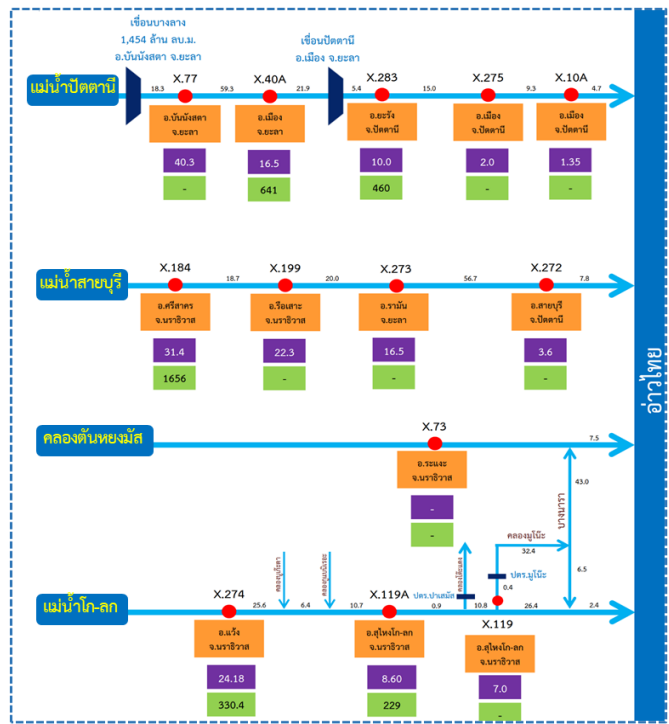 เขื่อนบางลาง
1,454 ล้าน ลบ.ม.
อ.บันนังสตา จ.ยะลา
เขื่อนปัตตานี
อ.เมือง จ.ยะลา
แม่น้ำปัตตานี
18.3
X.77
59.3
X.40A
21.9
5.4
X.283
15.0
X.275
9.3
X.10A
4.7
อ.บันนังสตา
จ.ยะลา
อ.เมือง
จ.ยะลา
อ.ยะรัง
จ.ปัตตานี
อ.เมือง
จ.ปัตตานี
อ.เมือง
จ.ปัตตานี
40.3
16.5
10.0
2.0
1.35
-
641
460
-
-
แม่น้ำสายบุรี
X.184
18.7
X.199
20.0
X.273
56.7
X.272
7.8
อ.ศรีสาคร
จ.นราธิวาส
อ.รือเสาะ
จ.นราธิวาส
อ.รามัน
จ.ยะลา
อ.สายบุรี
จ.ปัตตานี
31.4
22.3
16.5
3.6
1656
-
-
-
อ่าวไทย
คลองตันหยงมัส
X.73
7.5
อ.ระแงะ
จ.นราธิวาส
-
-
43.0
บางนารา
คลองมูโน๊ะ
32.4
ปตร.มูโน๊ะ
0.4
6.5
ปตร.ปาเสมัส
แม่น้ำโก-ลก
X.274
25.6
6.4
10.7
X.119A
0.9
10.8
26.4
2.4
X.119
อ.แว้ง
จ.นราธิวาส
อ.สุไหงโก-ลก
จ.นราธิวาส
อ.สุไหงโก-ลก
จ.นราธิวาส
24.18
8.60
7.0
330.4
229
-